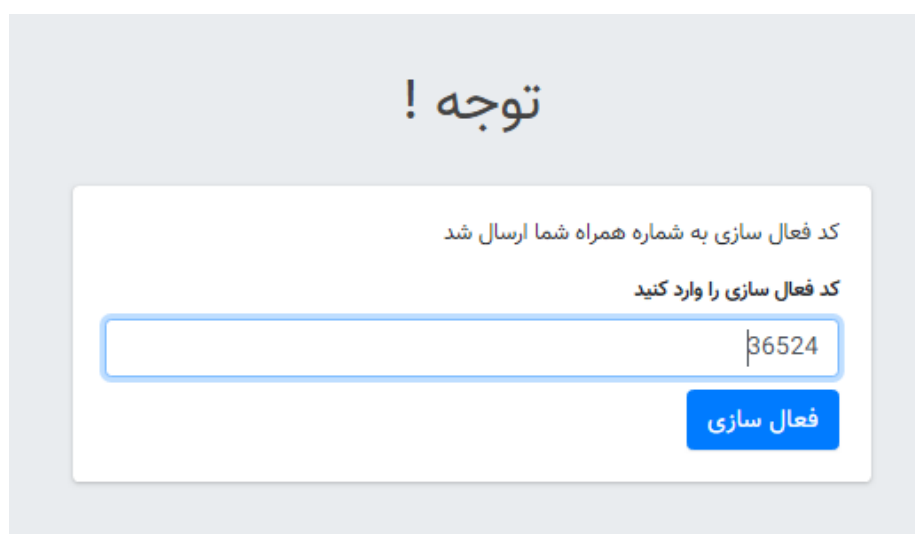 توجه !
کد فعال سازی به شماره همراه شما ارسال شد
کد فعال سازی را وارد کنید
36524
فعال سازی